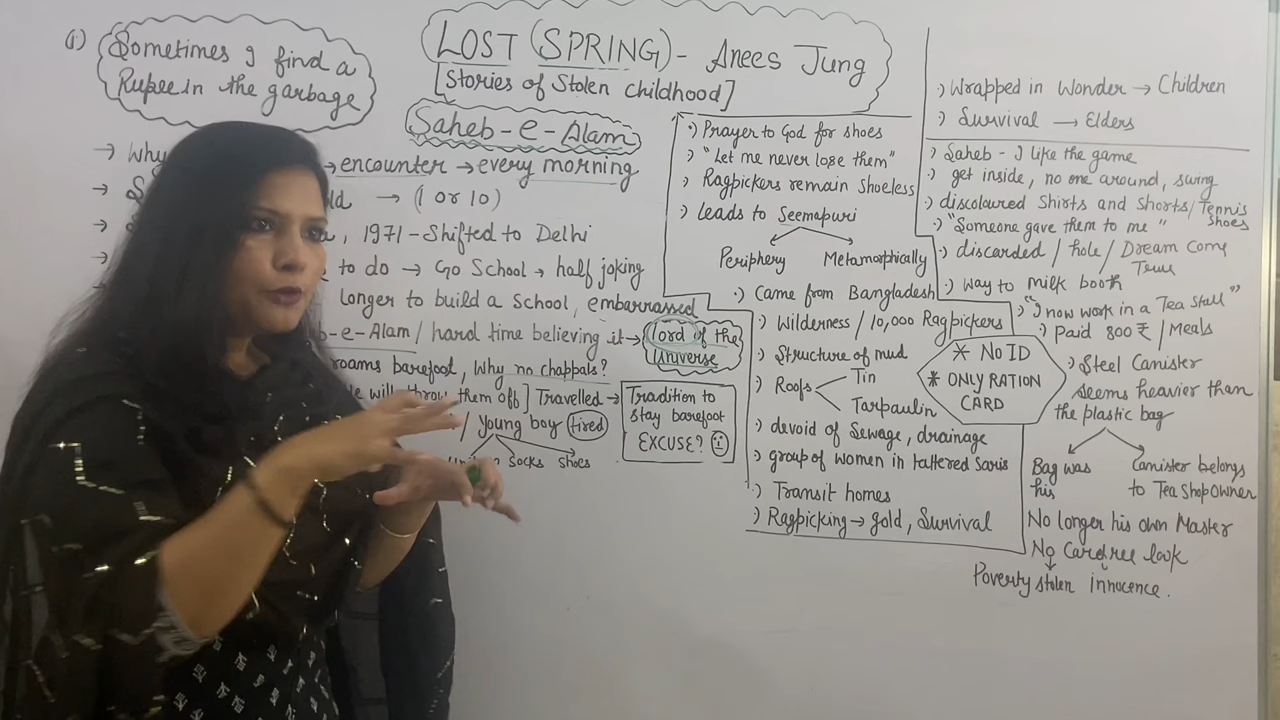 (i) Sometimes I find a
Rupee in the garbage
LOST (SPRING) - Anees Jung
[Stories of Stolen Childhood]
Saheb-e-Alam
→ Why
encounter → every morning
→ (1 or 10)
, 1971 - Shifted to Delhi
to do → Go School → half joking
longer to build a School, embarrassed
b-e-Alam / hard time believing it →
lord of the
Universe
roams barefoot, Why no chappals?
will throw them off] Travelled →
/ Young boy (tired)
socks shoes
Tradition to
stay barefoot
EXCUSE?
·) Prayer to God for shoes
·) "Let me never lose them"
·) Ragpickers remain shoeless
·) leads to Seemapuri
Periphery Metamorphically
·) Came from Bangladesh
·) Wilderness / 10,000 Ragpickers
·) Structure of mud
·) Roofs Tin
Tarpaulin
·) devoid of Sewage, drainage
·) group of women in tattered Saris
·) Transit homes
·) Ragpicking → gold, Survival
·) Wrapped in Wonder → Children
·) Survival → Elders
·) Saheb - I like the game
·) get inside, no one around, swing
·) discoloured Shirts and Shorts/Tennis
Shoes
·) "Someone gave them to me"
·) discarded / hole / Dream Come
True
·) way to milk booth
·) "I now work in a Tea Stall"
·) paid 800 ₹ / Meals
* NO ID
* ONLY RATION
CARD
·) Steel Canister
seems heavier than
the plastic bag
Bag was
his
Canister belongs
to Tea Shop Owner
No longer his own Master
No Carefree look
Poverty stolen innocence.